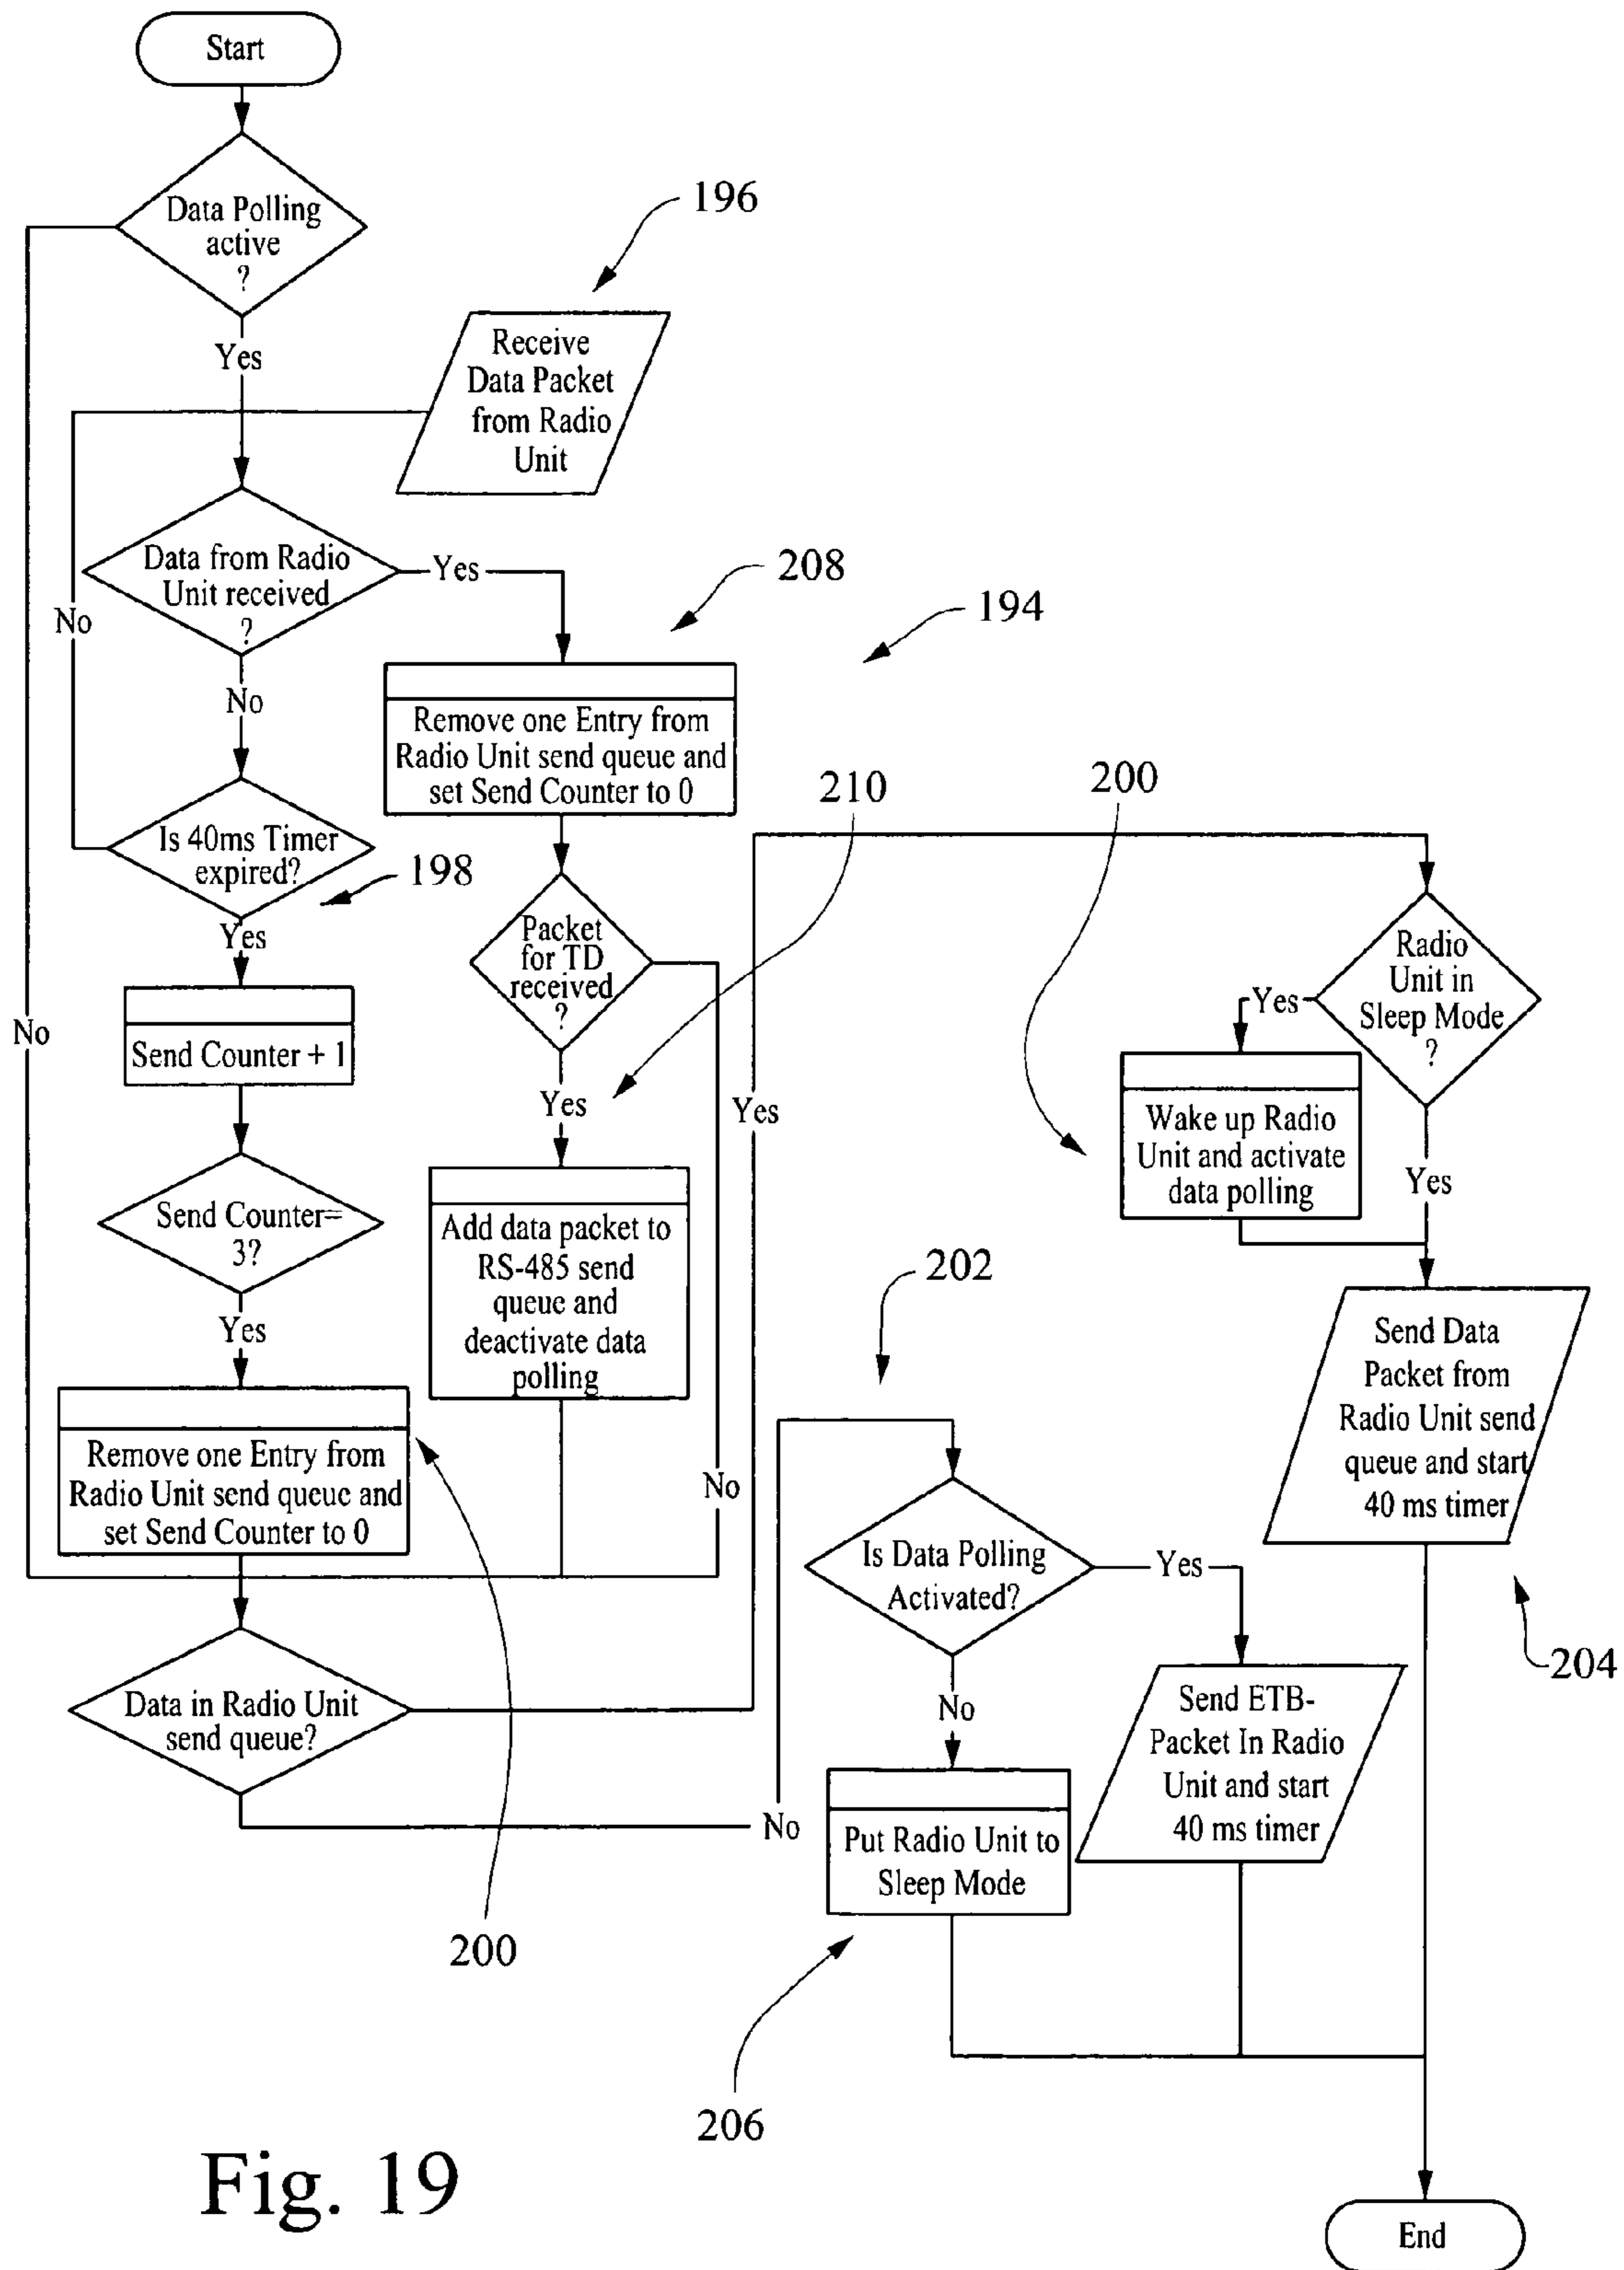 Start
Data Polling
active
?
196
Yes
Receive
Data Packet
from Radio
Unit
Data from Radio
Unit received
?
Yes
208
194
No
No
Remove one Entry from
Radio Unit send queue and
set Send Counter to 0
210
200
Is 40ms Timer
expired?
198
Yes
Packet
for TD
received
?
Radio
Unit in
Sleep Mode
?
Yes
No
Send Counter + 1
Yes
Yes
Wake up Radio
Unit and activate
data polling
Yes
Send Counter=
3?
Add data packet to
RS-485 send
queue and
deactivate data
polling
202
Yes
Send Data
Packet from
Radio Unit send
queue and start
40 ms timer
Remove one Entry from
Radio Unit send queue and
set Send Counter to 0
No
Is Data Polling
Activated?
Yes
204
Data in Radio Unit
send queue?
No
Send ETB-
Packet In Radio
Unit and start
40 ms timer
No
Put Radio Unit to
Sleep Mode
200
206
Fig. 19
End